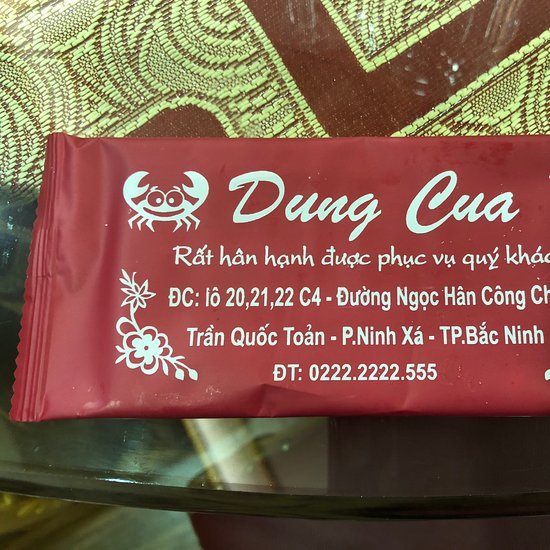 Dung Cua
Rất hân hạnh được phục vụ quý khác
ĐC: lô 20,21,22 C4 - Đường Ngọc Hân Công Ch
Trần Quốc Toản - P.Ninh Xá - TP.Bắc Ninh
ĐT: 0222.2222.555